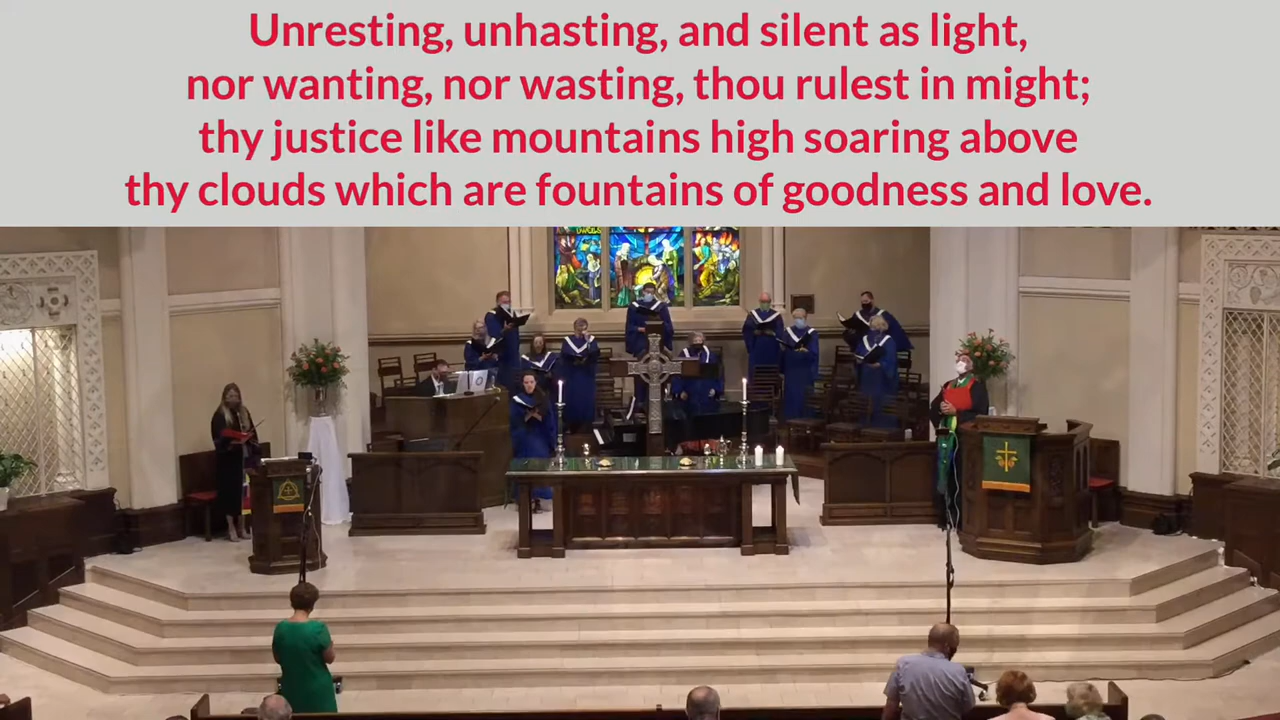 Unresting, unhasting, and silent as light,
nor wanting, nor wasting, thou rulest in might;
thy justice like mountains high soaring above
thy clouds which are fountains of goodness and love.